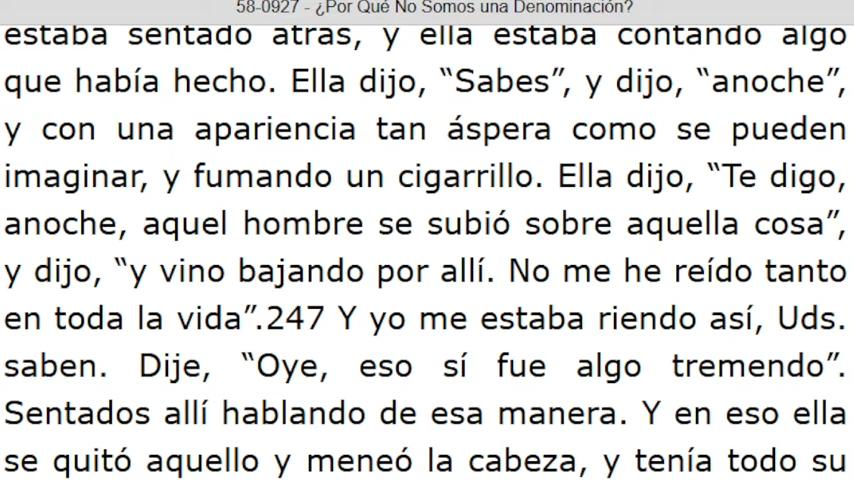 58-0927 - ¿Por Qué No Somos una Denominación?
estaba sentado atrás, y ella estaba contando algo
que había hecho. Ella dijo, “Sabes”, y dijo, “anoche”,
y con una apariencia tan áspera como se pueden
imaginar, y fumando un cigarrillo. Ella dijo, “Te digo,
anoche, aquel hombre se subió sobre aquella cosa”,
y dijo, “y vino bajando por allí. No me he reído tanto
en toda la vida”.247 Y yo me estaba riendo así, Uds.
saben. Dije, “Oye, eso sí fue algo tremendo”.
Sentados allí hablando de esa manera. Y en eso ella
se quitó aquello y meneó la cabeza, y tenía todo su